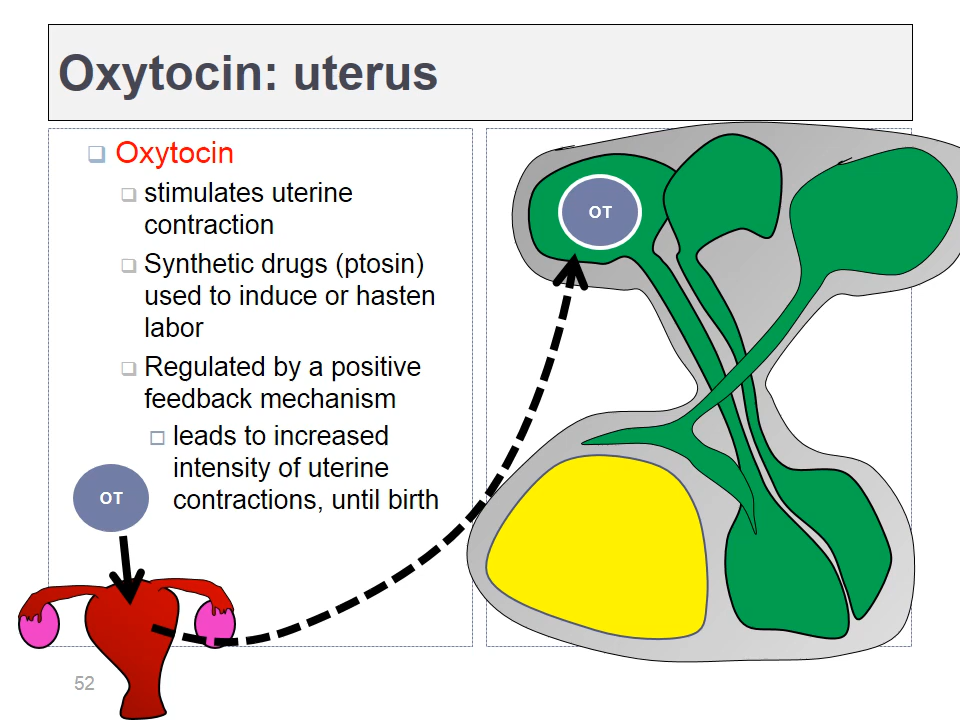 Oxytocin: uterus
Oxytocin
stimulates uterine
contraction
Synthetic drugs (ptosin)
used to induce or hasten
labor
Regulated by a positive
feedback mechanism
leads to increased
intensity of uterine
contractions, until birth
OT
OT
52